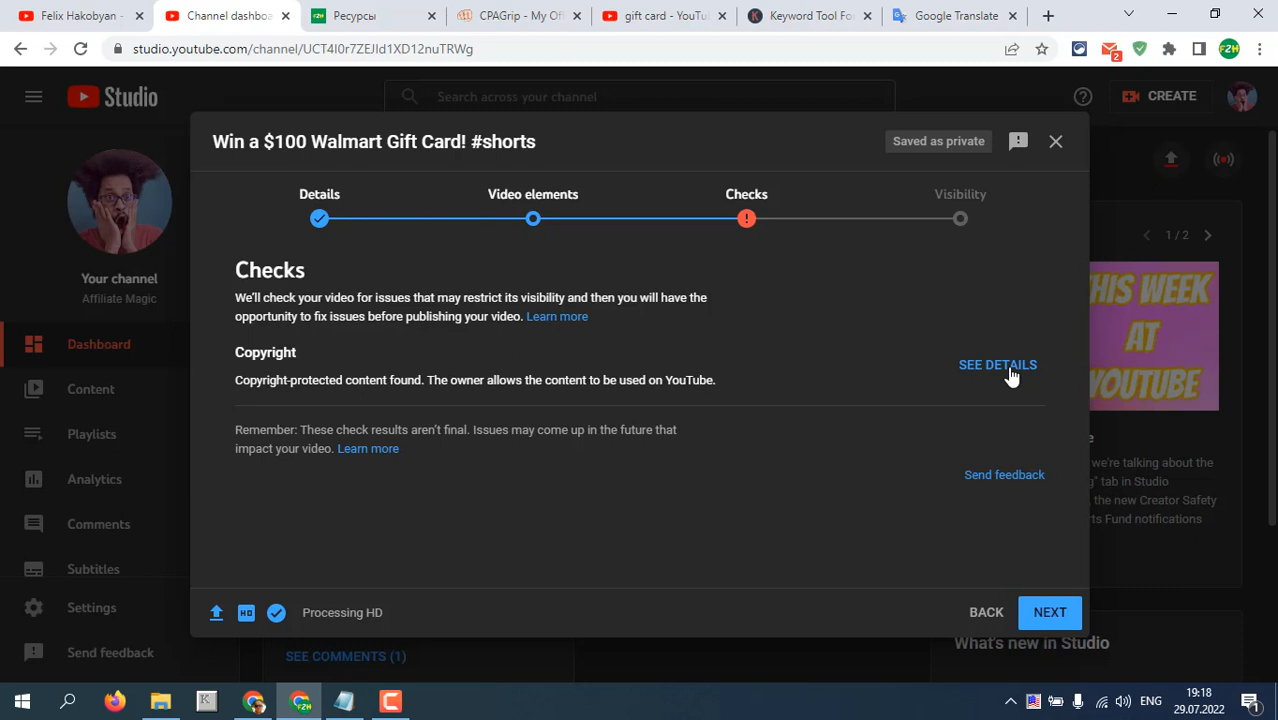 Felix Hakobyan -
Channel dashbo
Ресурсы
CPAGrip - My Of
gift card - YouTu
Keyword Tool Fo
Google Translate
studio.youtube.com/channel/UCT4I0r7ZEJId1XD12nuTRWg
2
F2H
Studio
Search across your channel
CREATE
Win a $100 Walmart Gift Card! #shorts
Saved as private
Details
Video elements
Checks
Visibility
1 / 2
Your channel
Affiliate Magic
Checks
We'll check your video for issues that may restrict its visibility and then you will have the
opportunity to fix issues before publishing your video. Learn more
Copyright
SEE DETAILS
Copyright-protected content found. The owner allows the content to be used on YouTube.
Remember: These check results aren't final. Issues may come up in the future that
impact your video. Learn more
Send feedback
Dashboard
Content
Playlists
Analytics
Comments
Subtitles
Settings
Send feedback
HIS WEEK
AT
YOUTUBE
we're talking about the
" tab in Studio
, the new Creator Safety
rts Fund notifications
HD
Processing HD
BACK
NEXT
What's new in Studio
SEE COMMENTS (1)
ENG
19:18
29.07.2022
1